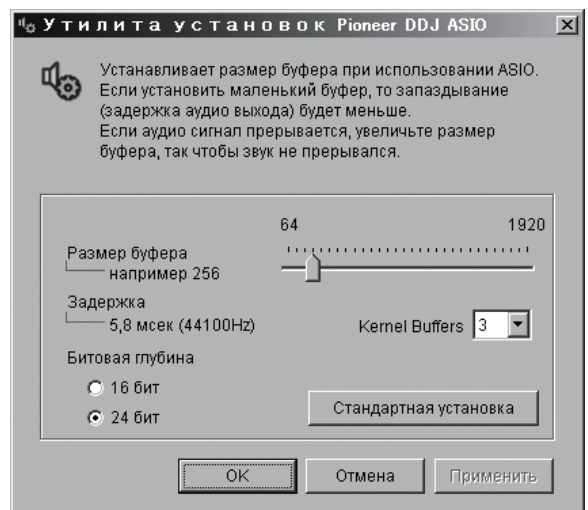 Утилита установок Pioneer DDJ ASIO
Устанавливает размер буфера при использовании ASIO.
Если установить маленький буфер, то запаздывание
(задержка аудио выхода) будет меньше.
Если аудио сигнал прерывается, увеличьте размер
буфера, так чтобы звук не прерывался.
64 1920
Размер буфера
например 256
Задержка
5,8 мсек (44100Hz)
Kernel Buffers 3
Битовая глубина
16 бит
24 бит
Стандартная установка
OK Отмена Применить